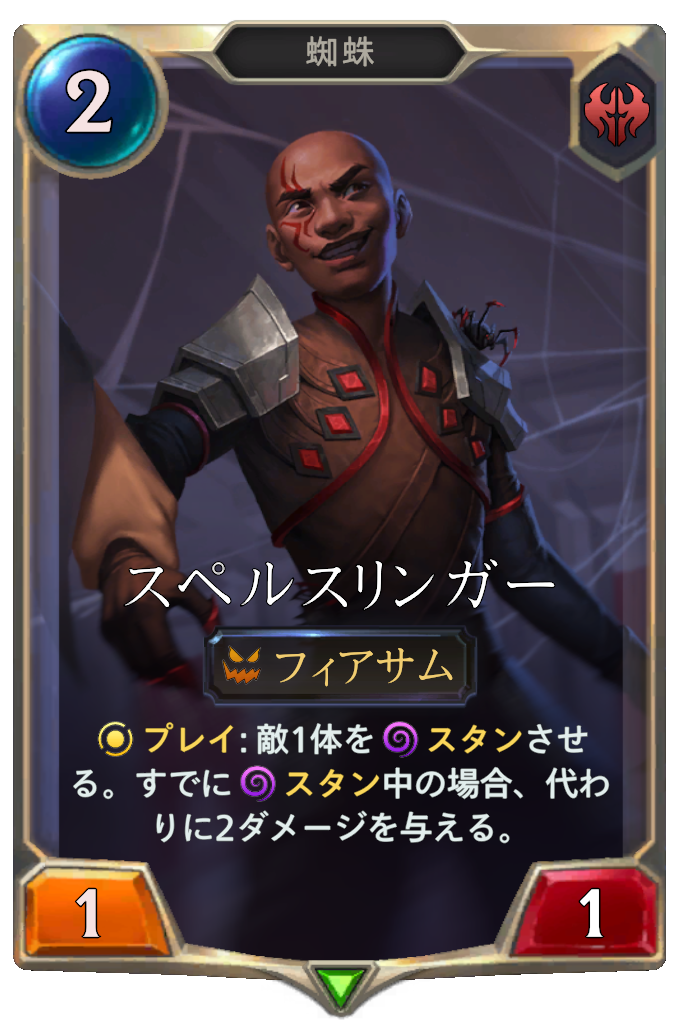 蜘蛛
2
スペルスリンガー
フィアサム
プレイ: 敵1体を スタンさせ
る。すでに スタン中の場合、代わ
りに2ダメージを与える。
1
1